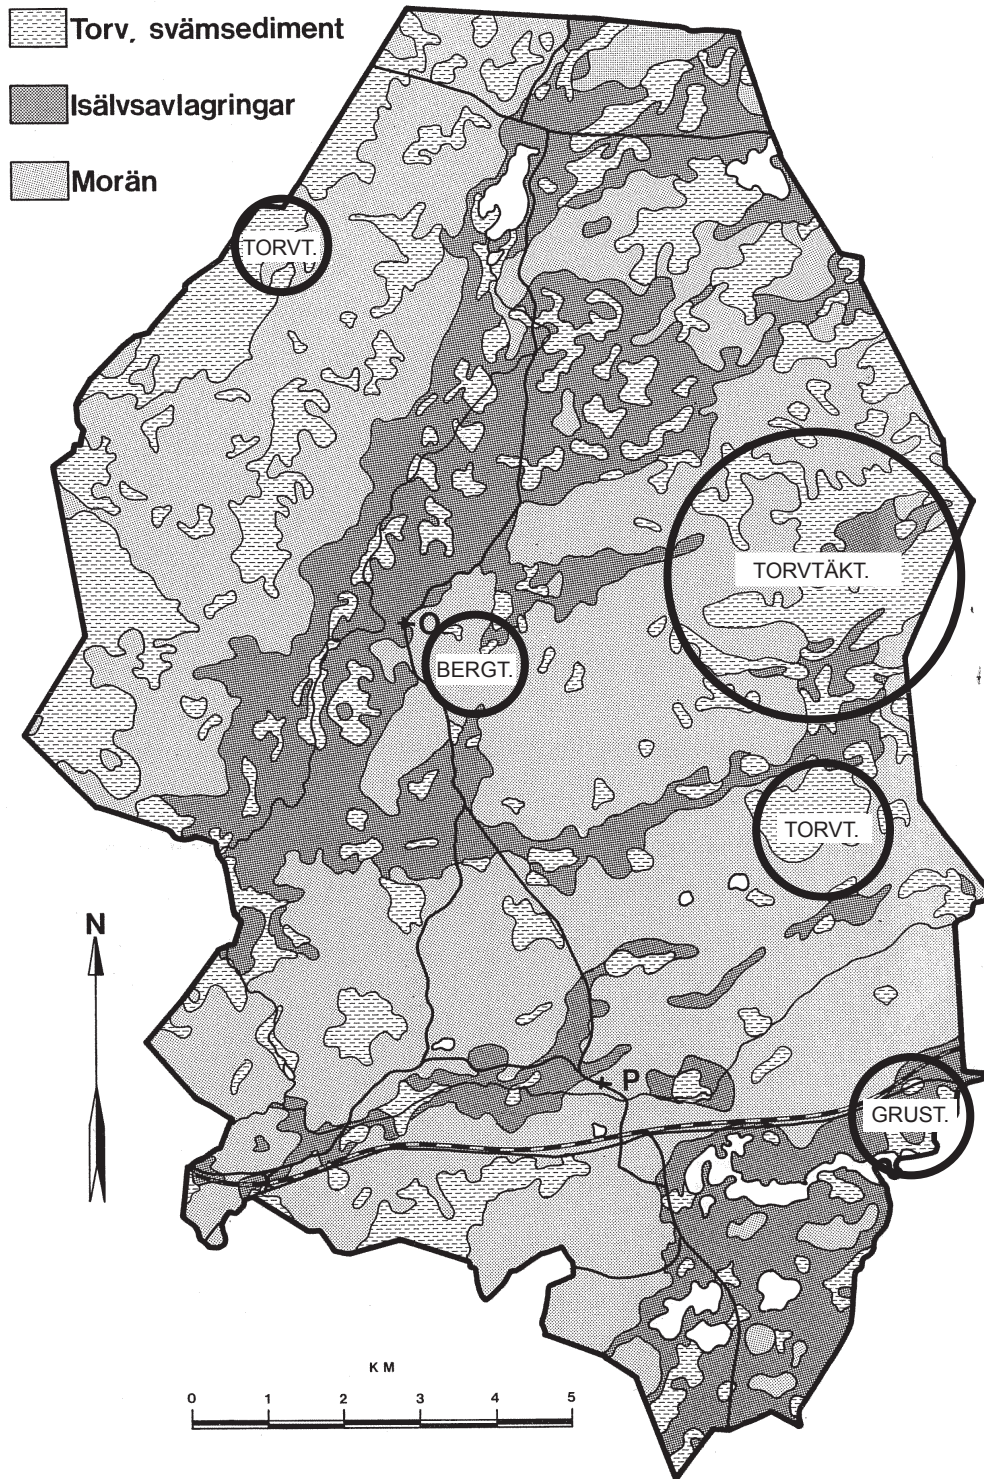 Torv, svämsediment
Isälvsavlagringar
Morän
TORVT.
TORVTÄKT.
O
BERGT.
TORVT.
N
P
GRUST.
KM
0 1 2 3 4 5